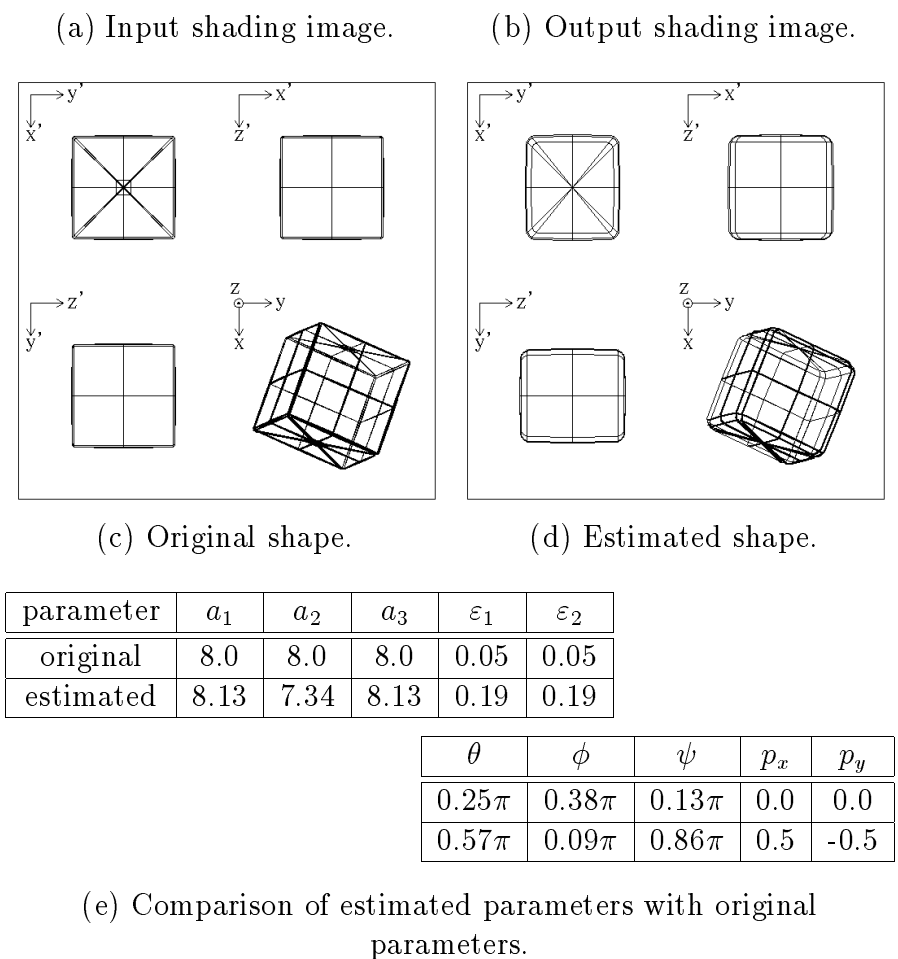 (a) Input shading image.
(b) Output shading image.
y'
x'
x'
z'
y'
x'
x'
z'
z'
y'
z
y
x
z'
y'
z
y
x
(c) Original shape.
(d) Estimated shape.
parameter a₁ a₂ a₃ ε₁ ε₂
original 8.0 8.0 8.0 0.05 0.05
estimated 8.13 7.34 8.13 0.19 0.19
θ ϕ ψ pₓ p_y
0.25π 0.38π 0.13π 0.0 0.0
0.57π 0.09π 0.86π 0.5 -0.5
(e) Comparison of estimated parameters with original
parameters.